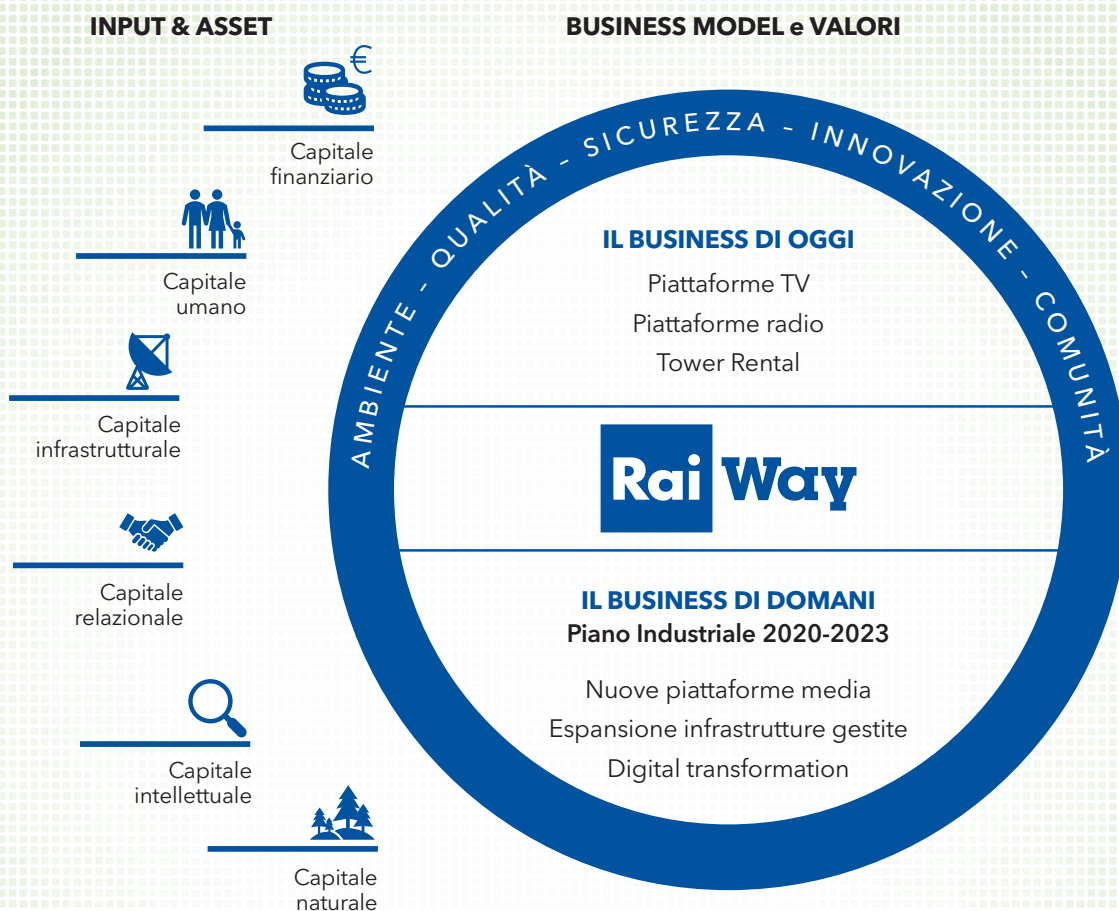 INPUT & ASSET
€
Capitale
finanziario
Capitale
umano
Capitale
infrastrutturale
Capitale
relazionale
Capitale
intellettuale
Capitale
naturale
BUSINESS MODEL e VALORI
AMBIENTE - QUALITÀ - SICUREZZA - INNOVAZIONE - COMUNITÀ
IL BUSINESS DI OGGI
Piattaforme TV
Piattaforme radio
Tower Rental
Rai Way
IL BUSINESS DI DOMANI
Piano Industriale 2020-2023
Nuove piattaforme media
Espansione infrastrutture gestite
Digital transformation